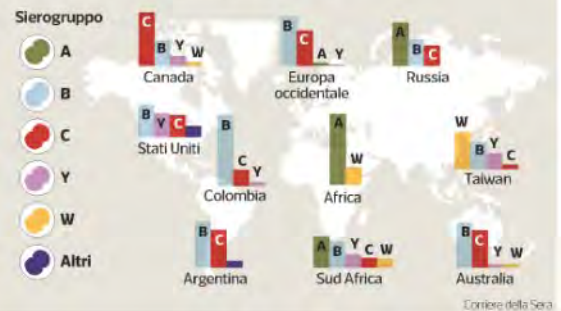 Sierogruppo
A
B
C
Y
W
Altri
C
B
Y
W
Canada
B
C
A
Y
Europa
occidentale
A
B
C
Russia
B
Y
C
Stati Uniti
B
C
Y
Colombia
A
W
Africa
W
B
Y
C
Taiwan
B
C
Argentina
A
B
Y
C
W
Sud Africa
B
C
Y
W
Australia
Corriere della Sera